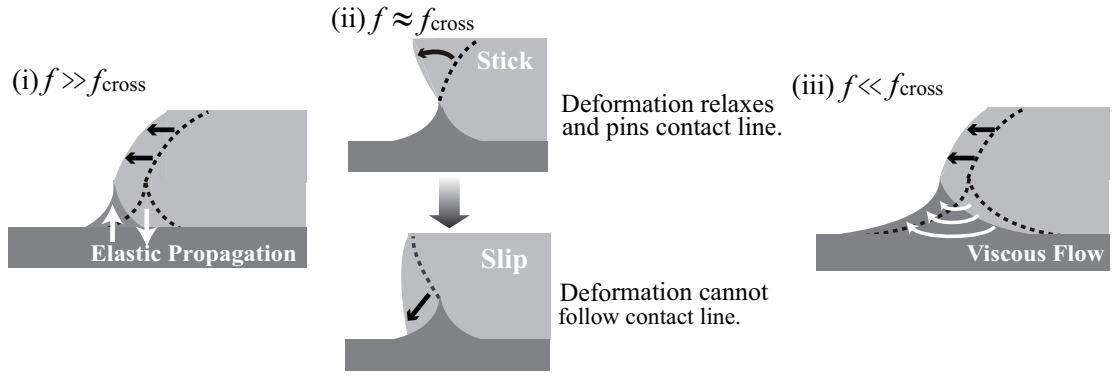 (i) f >> fcross
Elastic Propagation
(ii) f ≈ fcross
Stick
Deformation relaxes
and pins contact line.
Slip
Deformation cannot
follow contact line.
(iii) f << fcross
Viscous Flow